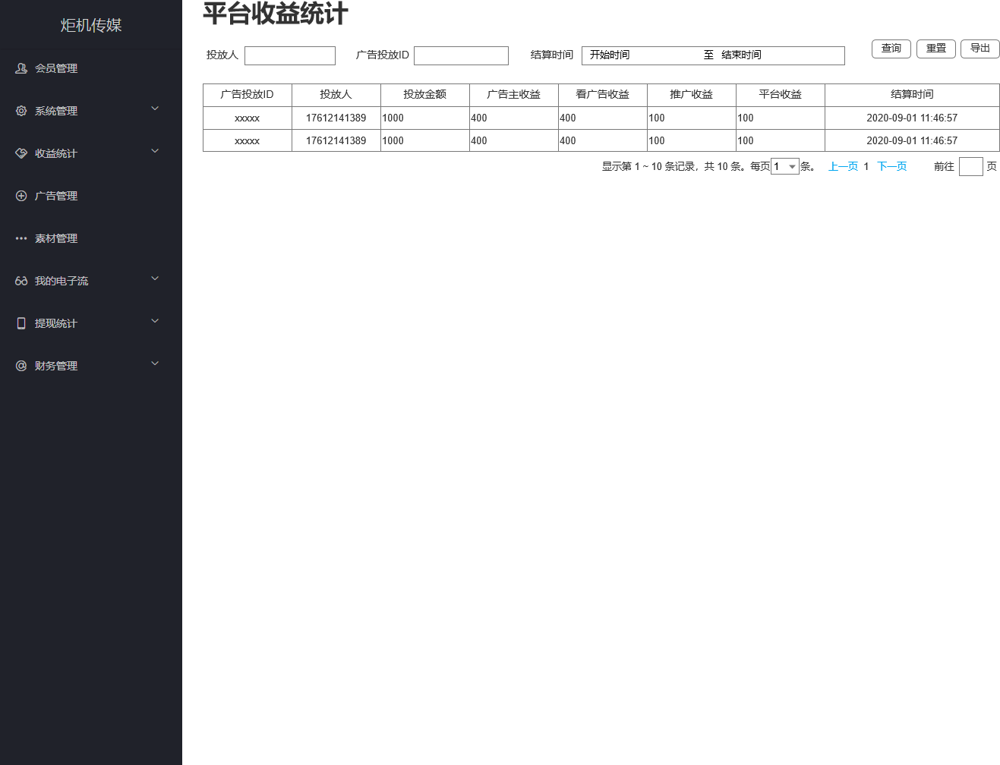 炬机传媒
会员管理
系统管理
收益统计
广告管理
素材管理
我的电子流
提现统计
财务管理
平台收益统计
投放人 广告投放ID 结算时间 开始时间 至 结束时间 查询 重置 导出
广告投放ID 投放人 投放金额 广告主收益 看广告收益 推广收益 平台收益 结算时间
xxxxx 17612141389 1000 400 400 100 100 2020-09-01 11:46:57
xxxxx 17612141389 1000 400 400 100 100 2020-09-01 11:46:57
显示第 1 ~ 10 条记录，共 10 条。每页 1 条。 上一页 1 下一页 前往 页